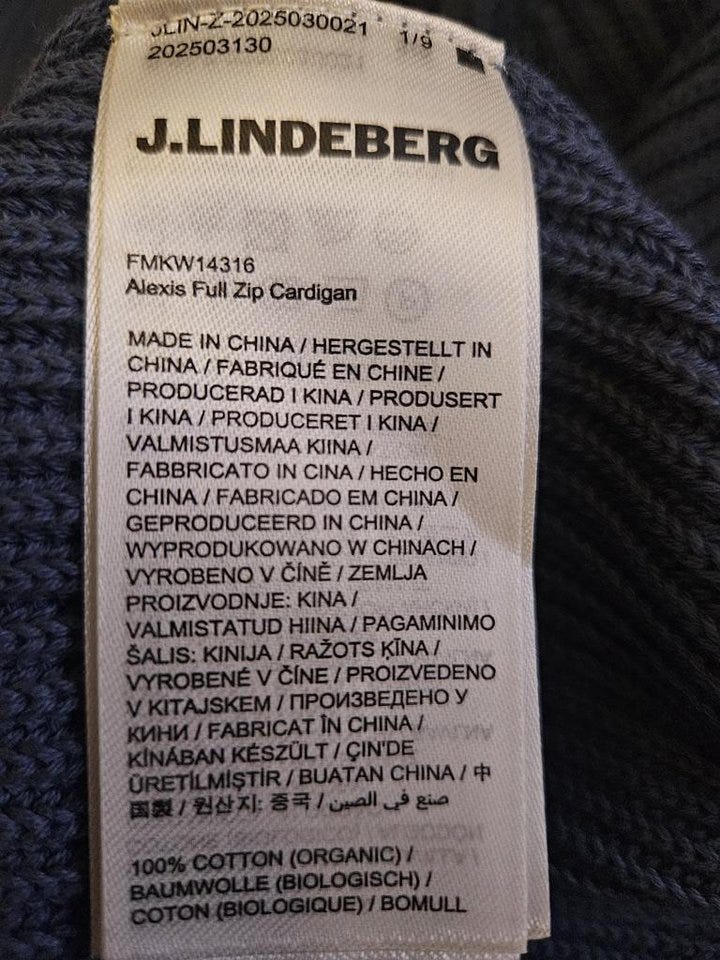 JLIN-Z-2025030021 1/9
202503130
J.LINDEBERG
FMKW14316
Alexis Full Zip Cardigan
MADE IN CHINA / HERGESTELLT IN
CHINA / FABRIQUÉ EN CHINE /
PRODUCERAD I KINA / PRODUSERT
I KINA / PRODUCERET I KINA /
VALMISTUSMAA KIINA /
FABBRICATO IN CINA / HECHO EN
CHINA / FABRICADO EM CHINA /
GEPRODUCEERD IN CHINA /
WYPRODUKOWANO W CHINACH /
VYROBENO V ČÍNĚ / ZEMLJA
PROIZVODNJE: KINA /
VALMISTATUD HIINA / PAGAMINIMO
ŠALIS: KINIJA / RAŽOTS ĶĪNA /
VYROBENÉ V ČÍNE / PROIZVEDENO
V KITAJSKEM / ПРОИЗВЕДЕНО У
КИНИ / FABRICAT ÎN CHINA /
KÍNÁBAN KÉSZÜLT / ÇIN'DE
ÜRETİLMİŞTİR / BUATAN CHINA / 中
国製 / 원산지: 중국 / صنع في الصين
100% COTTON (ORGANIC) /
BAUMWOLLE (BIOLOGISCH) /
COTON (BIOLOGIQUE) / BOMULL